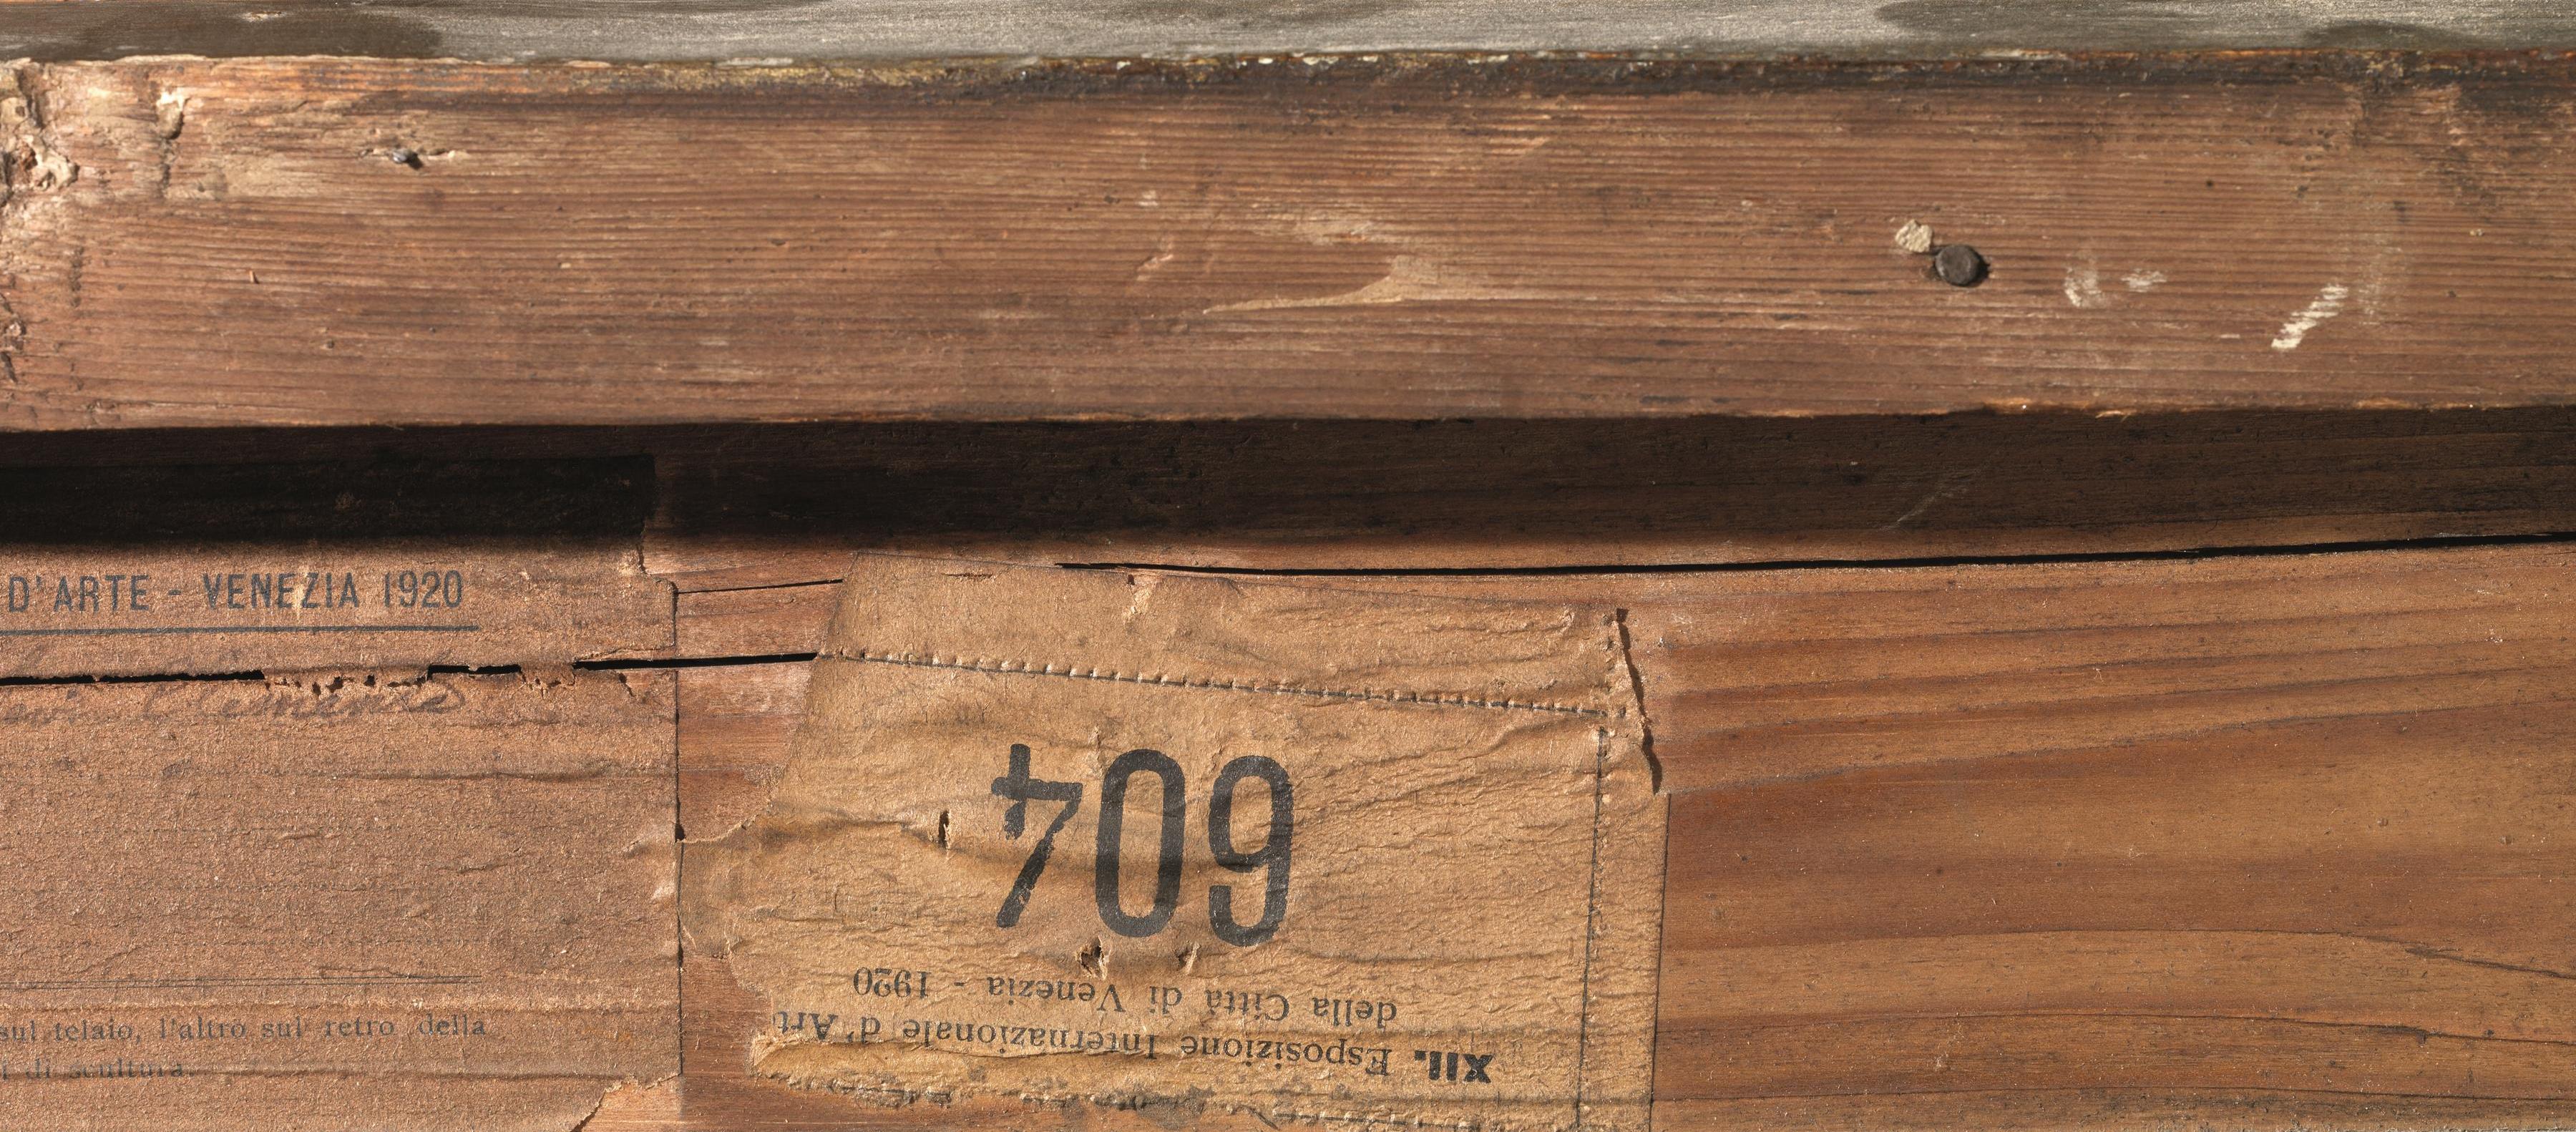 D'ARTE - VENEZIA 1920
sul telaio, l'altro sul retro della
i di scultura.
XII. Esposizione Internazionale d'Art
della Città di Venezia - 1920
604